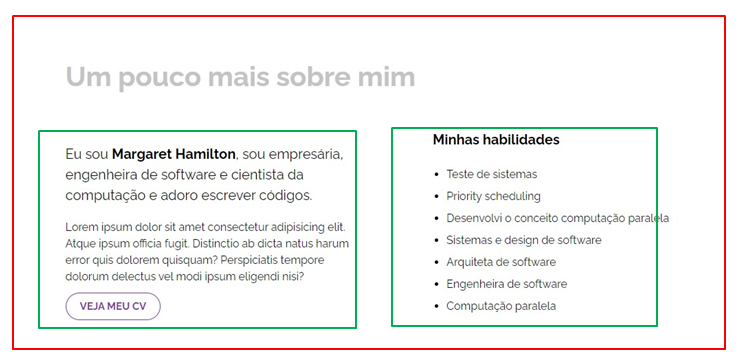 Um pouco mais sobre mim
Eu sou Margaret Hamilton, sou empresária,
engenheira de software e cientista da
computação e adoro escrever códigos.
Lorem ipsum dolor sit amet consectetur adipisicing elit.
Atque ipsum officia fugit. Distinctio ab dicta natus harum
error quis dolorem quisquam? Perspiciatis tempore
dolorum delectus vel modi ipsum eligendi nisi?
VEJA MEU CV
Minhas habilidades
Teste de sistemas
Priority scheduling
Desenvolvi o conceito computação paralela
Sistemas e design de software
Arquiteta de software
Engenheira de software
Computação paralela